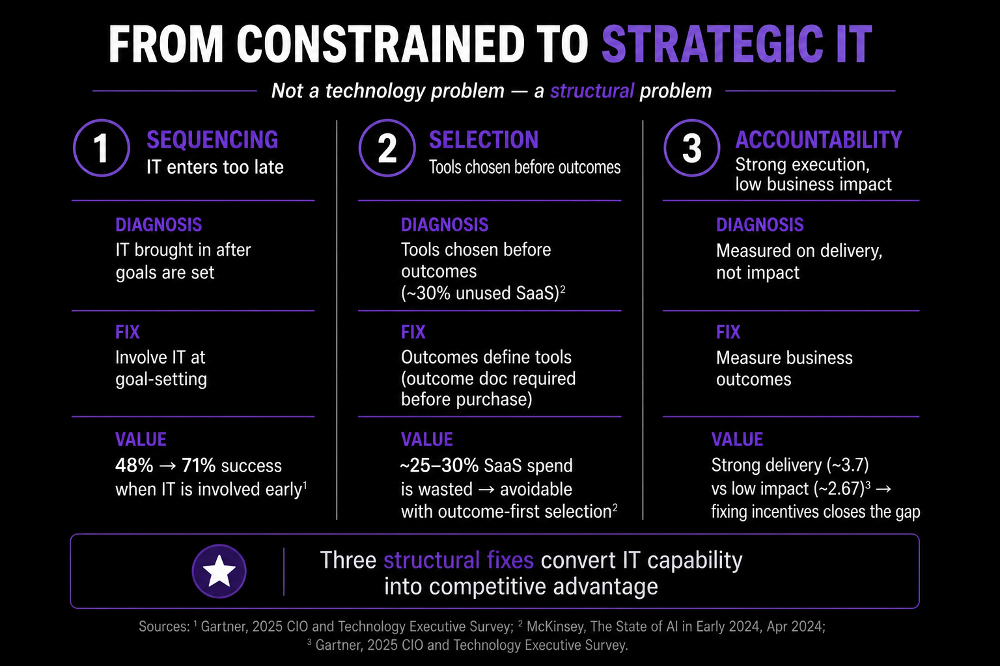 FROM CONSTRAINED TO STRATEGIC IT
Not a technology problem — a structural problem
1
SEQUENCING
IT enters too late
DIAGNOSIS
IT brought in after
goals are set
FIX
Involve IT at
goal-setting
VALUE
48% → 71% success
when IT is involved early¹
2
SELECTION
Tools chosen before outcomes
DIAGNOSIS
Tools chosen before
outcomes
(~30% unused SaaS)²
FIX
Outcomes define tools
(outcome doc required
before purchase)
VALUE
~25–30% SaaS spend
is wasted → avoidable
with outcome-first selection²
3
ACCOUNTABILITY
Strong execution,
low business impact
DIAGNOSIS
Measured on delivery,
not impact
FIX
Measure business
outcomes
VALUE
Strong delivery (~3.7)
vs low impact (~2.67)³ →
fixing incentives closes the gap
Three structural fixes convert IT capability
into competitive advantage
Sources: ¹ Gartner, 2025 CIO and Technology Executive Survey; ² McKinsey, The State of AI in Early 2024, Apr 2024;
³ Gartner, 2025 CIO and Technology Executive Survey.